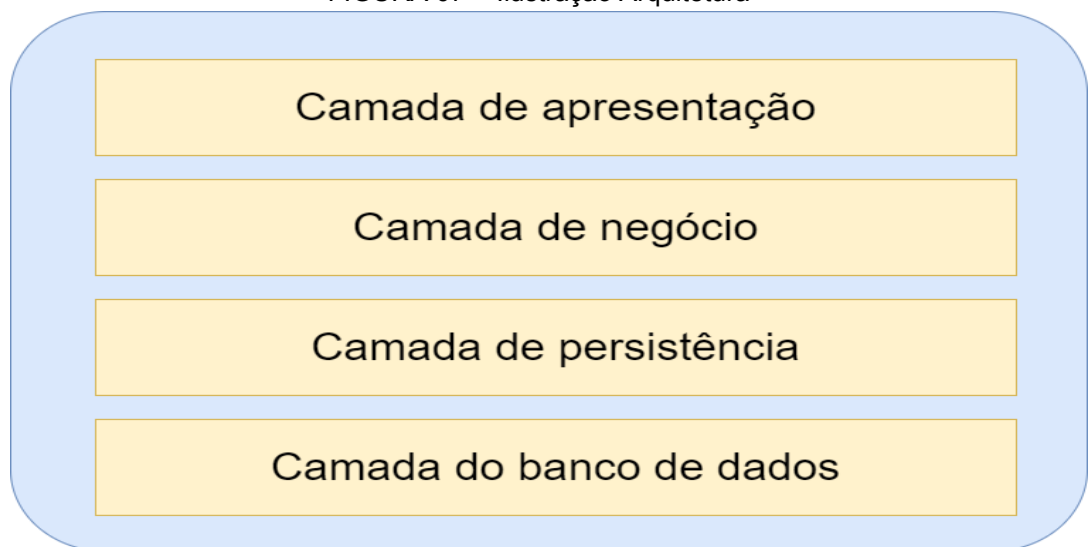 Camada de apresentação
Camada de negócio
Camada de persistência
Camada do banco de dados